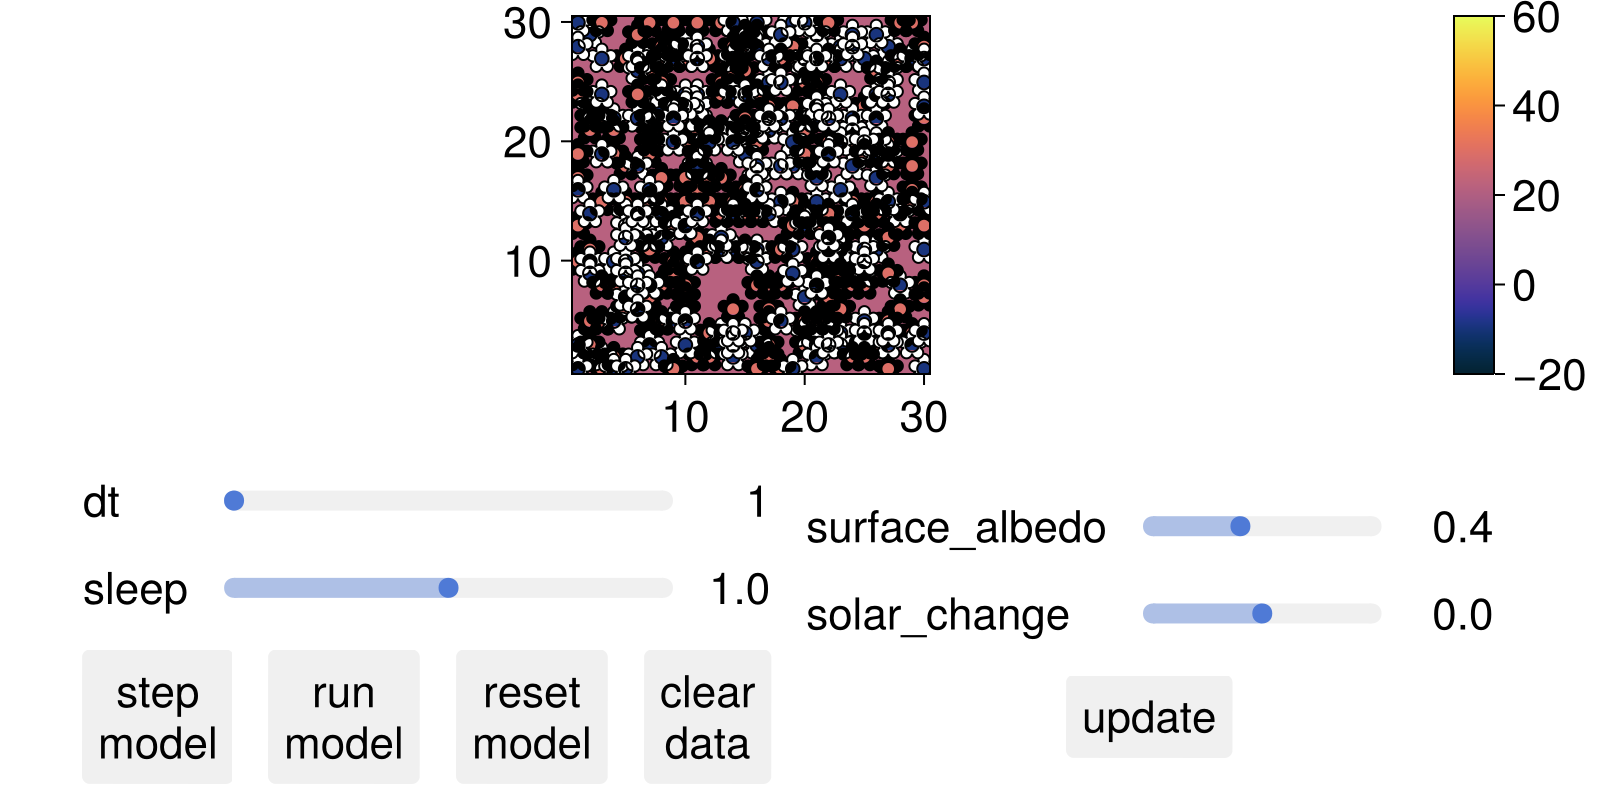 30
20
10
10 20 30
60
40
20
0
−20
dt 1
sleep 1.0
surface_albedo 0.4
solar_change 0.0
step
model
run
model
reset
model
clear
data
update